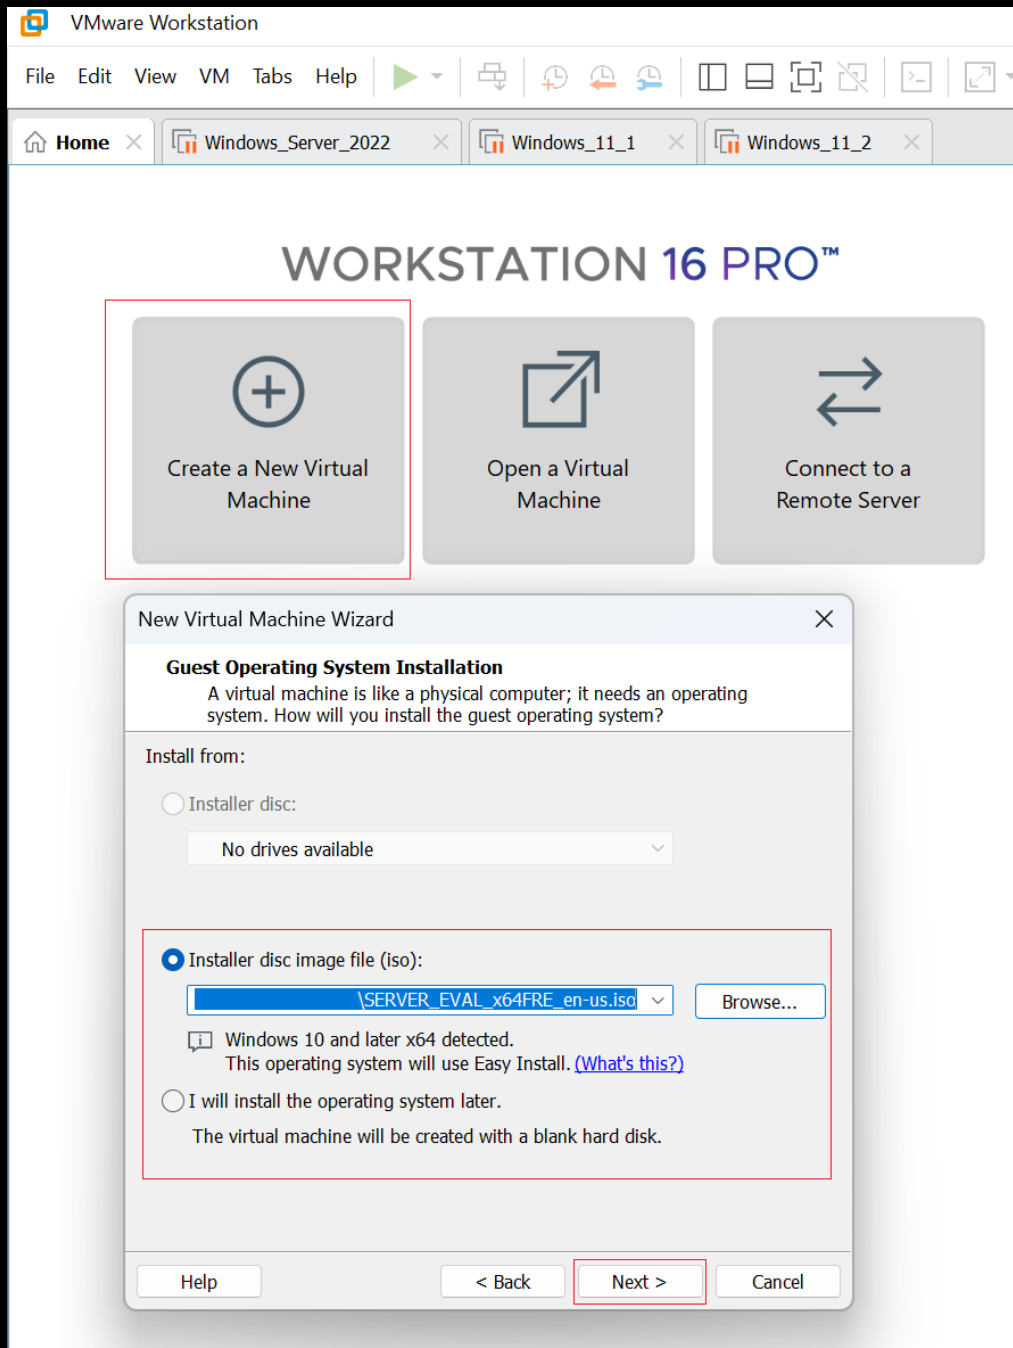 VMware Workstation
File Edit View VM Tabs Help
Home Windows_Server_2022 Windows_11_1 Windows_11_2
WORKSTATION 16 PRO™
Create a New Virtual
Machine
Open a Virtual
Machine
Connect to a
Remote Server
New Virtual Machine Wizard
Guest Operating System Installation
A virtual machine is like a physical computer; it needs an operating
system. How will you install the guest operating system?
Install from:
Installer disc:
No drives available
Installer disc image file (iso):
\SERVER_EVAL_x64FRE_en-us.iso Browse...
Windows 10 and later x64 detected.
This operating system will use Easy Install. (What's this?)
I will install the operating system later.
The virtual machine will be created with a blank hard disk.
Help < Back Next > Cancel